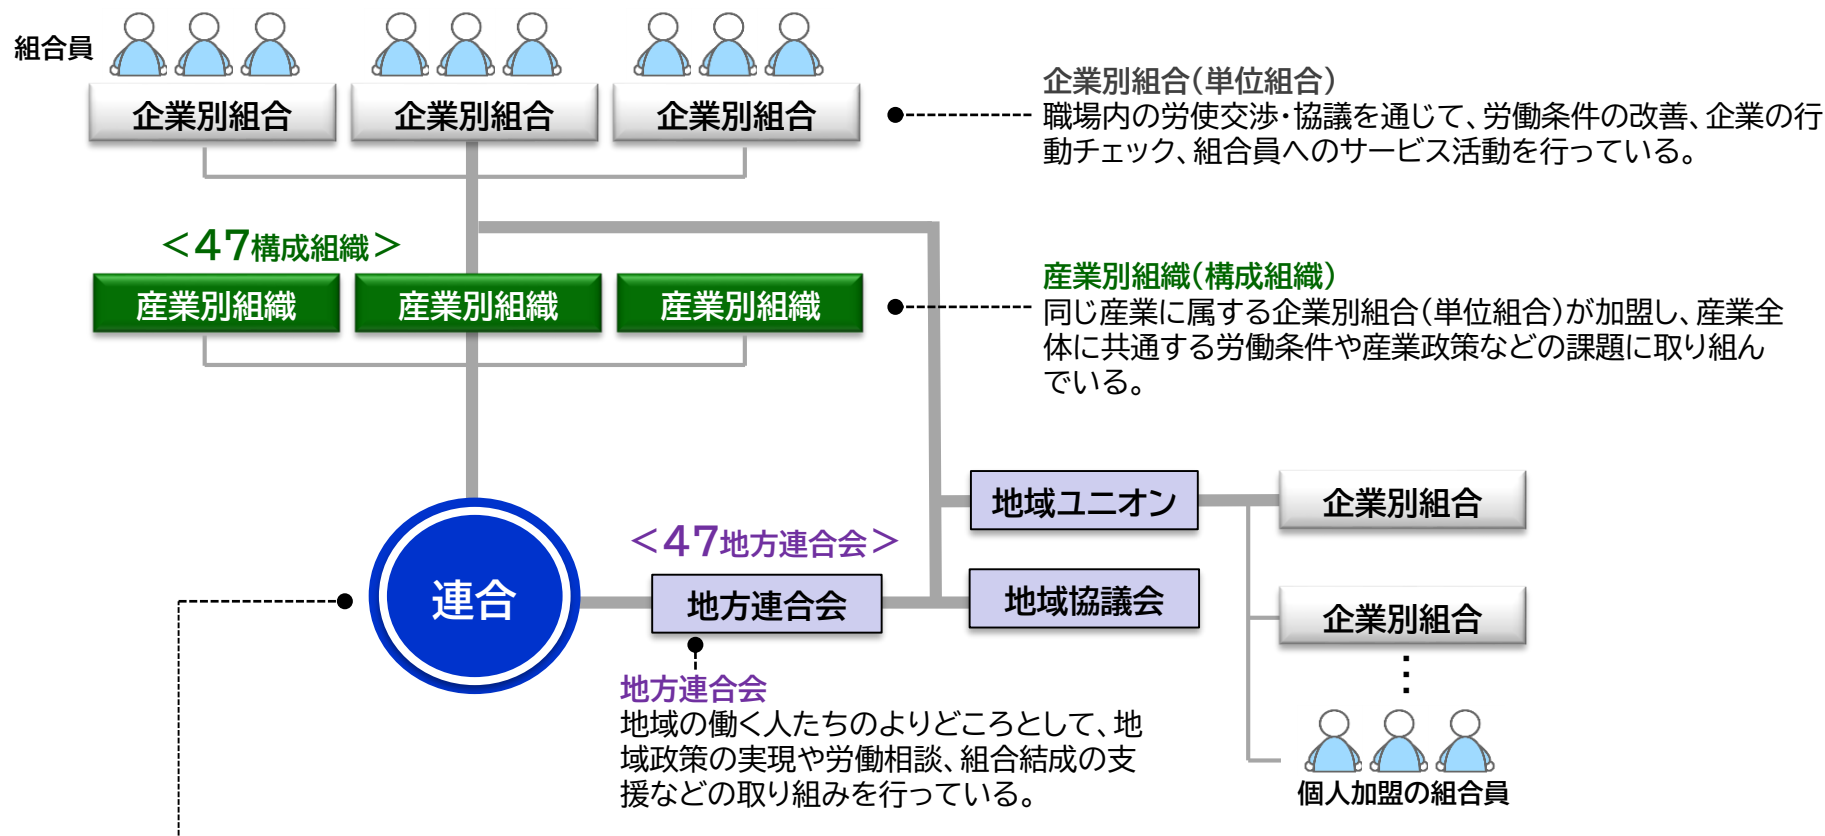 組合員
企業別組合
企業別組合
企業別組合
企業別組合(単位組合)
職場内の労使交渉・協議を通じて、労働条件の改善、企業の行
動チェック、組合員へのサービス活動を行っている。
＜47構成組織＞
産業別組織
産業別組織
産業別組織
産業別組織(構成組織)
同じ産業に属する企業別組合(単位組合)が加盟し、産業全
体に共通する労働条件や産業政策などの課題に取り組ん
でいる。
連合
＜47地方連合会＞
地方連合会
地域ユニオン
地域協議会
企業別組合
企業別組合
⋮
個人加盟の組合員
地方連合会
地域の働く人たちのよりどころとして、地
域政策の実現や労働相談、組合結成の支
援などの取り組みを行っている。